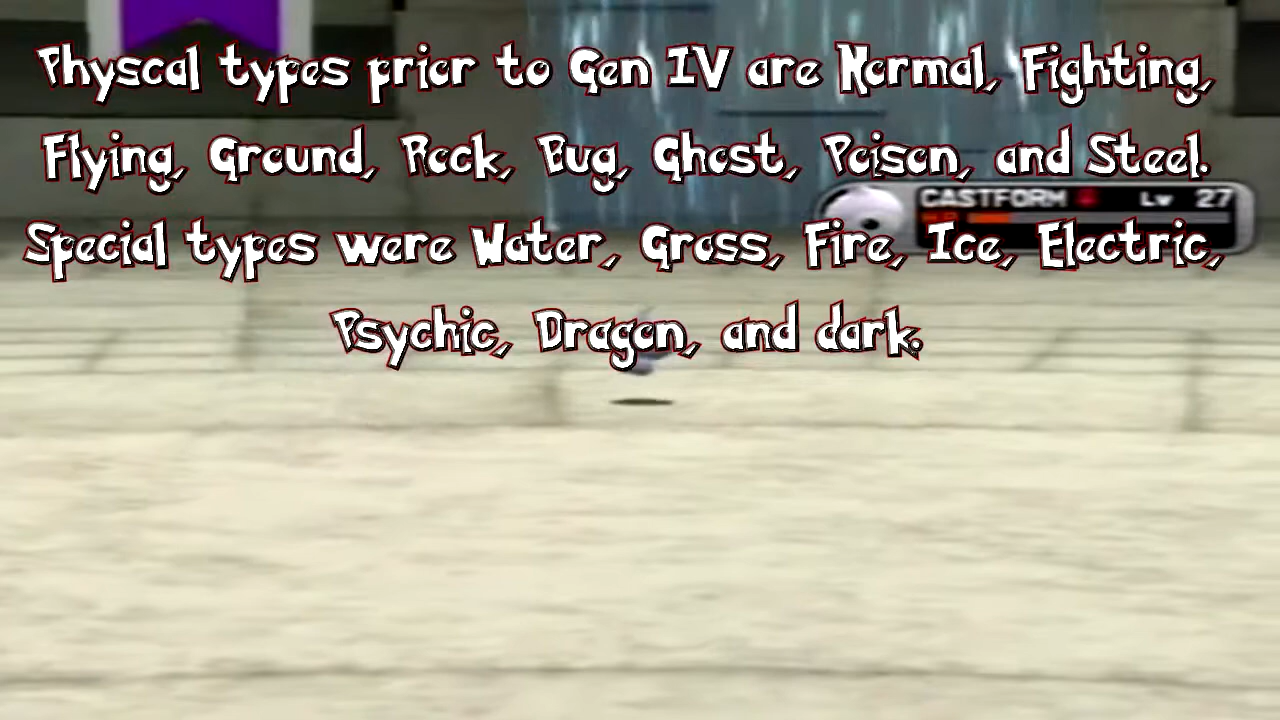 Physcal types prior to Gen IV are Normal, Fighting,
Flying, Ground, Rock, Bug, Ghost, Poison, and Steel.
CASTFORM Lv 27
HP
Special types were Water, Grass, Fire, Ice, Electric,
Psychic, Dragon, and dark.